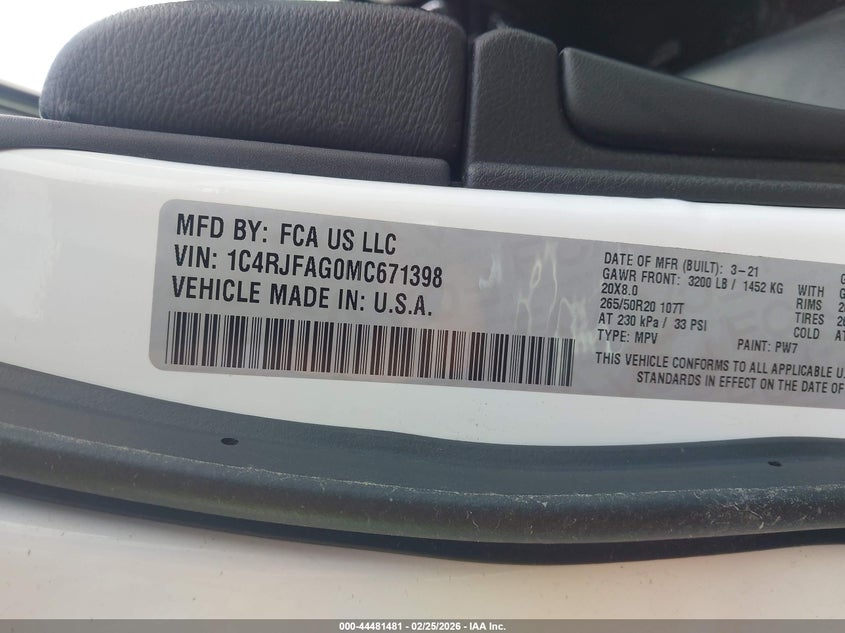 MFD BY: FCA US LLC
VIN: 1C4RJFAG0MC671398
VEHICLE MADE IN: U.S.A.
DATE OF MFR (BUILT): 3-21
GAWR FRONT: 3200 LB / 1452 KG WITH
20X8.0 RIMS
265/50R20 107T TIRES
AT 230 kPa / 33 PSI COLD
TYPE: MPV PAINT: PW7
THIS VEHICLE CONFORMS TO ALL APPLICABLE U.
STANDARDS IN EFFECT ON THE DATE OF
000-44481481 | 02/25/2026 - IAA Inc.